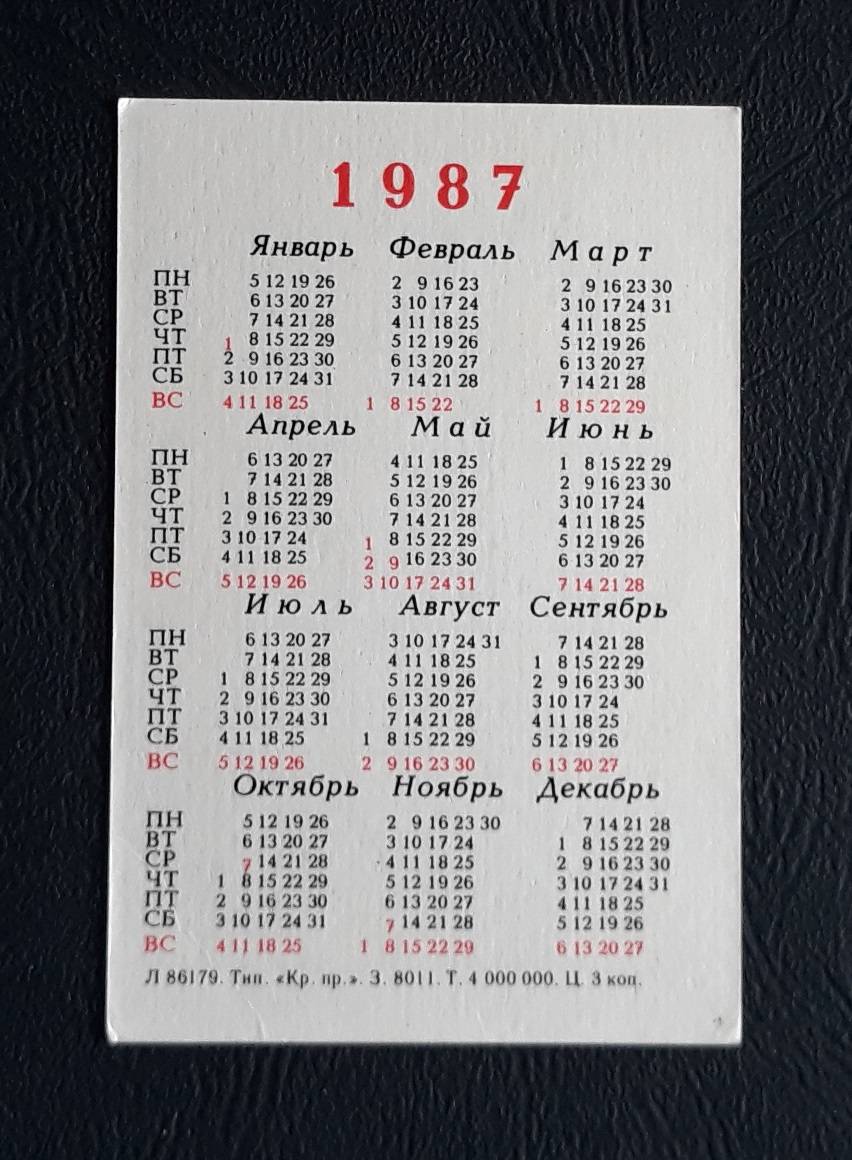 1987
Январь Февраль Март
ПН 5 12 19 26 2 9 16 23 2 9 16 23 30
ВТ 6 13 20 27 3 10 17 24 3 10 17 24 31
СР 7 14 21 28 4 11 18 25 4 11 18 25
ЧТ 1 8 15 22 29 5 12 19 26 5 12 19 26
ПТ 2 9 16 23 30 6 13 20 27 6 13 20 27
СБ 3 10 17 24 31 7 14 21 28 7 14 21 28
ВС 4 11 18 25 1 8 15 22 1 8 15 22 29
Апрель Май Июнь
ПН 6 13 20 27 4 11 18 25 1 8 15 22 29
ВТ 7 14 21 28 5 12 19 26 2 9 16 23 30
СР 1 8 15 22 29 6 13 20 27 3 10 17 24
ЧТ 2 9 16 23 30 7 14 21 28 4 11 18 25
ПТ 3 10 17 24 1 8 15 22 29 5 12 19 26
СБ 4 11 18 25 2 9 16 23 30 6 13 20 27
ВС 5 12 19 26 3 10 17 24 31 7 14 21 28
Июль Август Сентябрь
ПН 6 13 20 27 3 10 17 24 31 7 14 21 28
ВТ 7 14 21 28 4 11 18 25 1 8 15 22 29
СР 1 8 15 22 29 5 12 19 26 2 9 16 23 30
ЧТ 2 9 16 23 30 6 13 20 27 3 10 17 24
ПТ 3 10 17 24 31 7 14 21 28 4 11 18 25
СБ 4 11 18 25 1 8 15 22 29 5 12 19 26
ВС 5 12 19 26 2 9 16 23 30 6 13 20 27
Октябрь Ноябрь Декабрь
ПН 5 12 19 26 2 9 16 23 30 7 14 21 28
ВТ 6 13 20 27 3 10 17 24 1 8 15 22 29
СР 7 14 21 28 4 11 18 25 2 9 16 23 30
ЧТ 1 8 15 22 29 5 12 19 26 3 10 17 24 31
ПТ 2 9 16 23 30 6 13 20 27 4 11 18 25
СБ 3 10 17 24 31 7 14 21 28 5 12 19 26
ВС 4 11 18 25 1 8 15 22 29 6 13 20 27
Л 86179. Тип. «Кр. пр.». З. 8011. Т. 4 000 000. Ц. 3 коп.